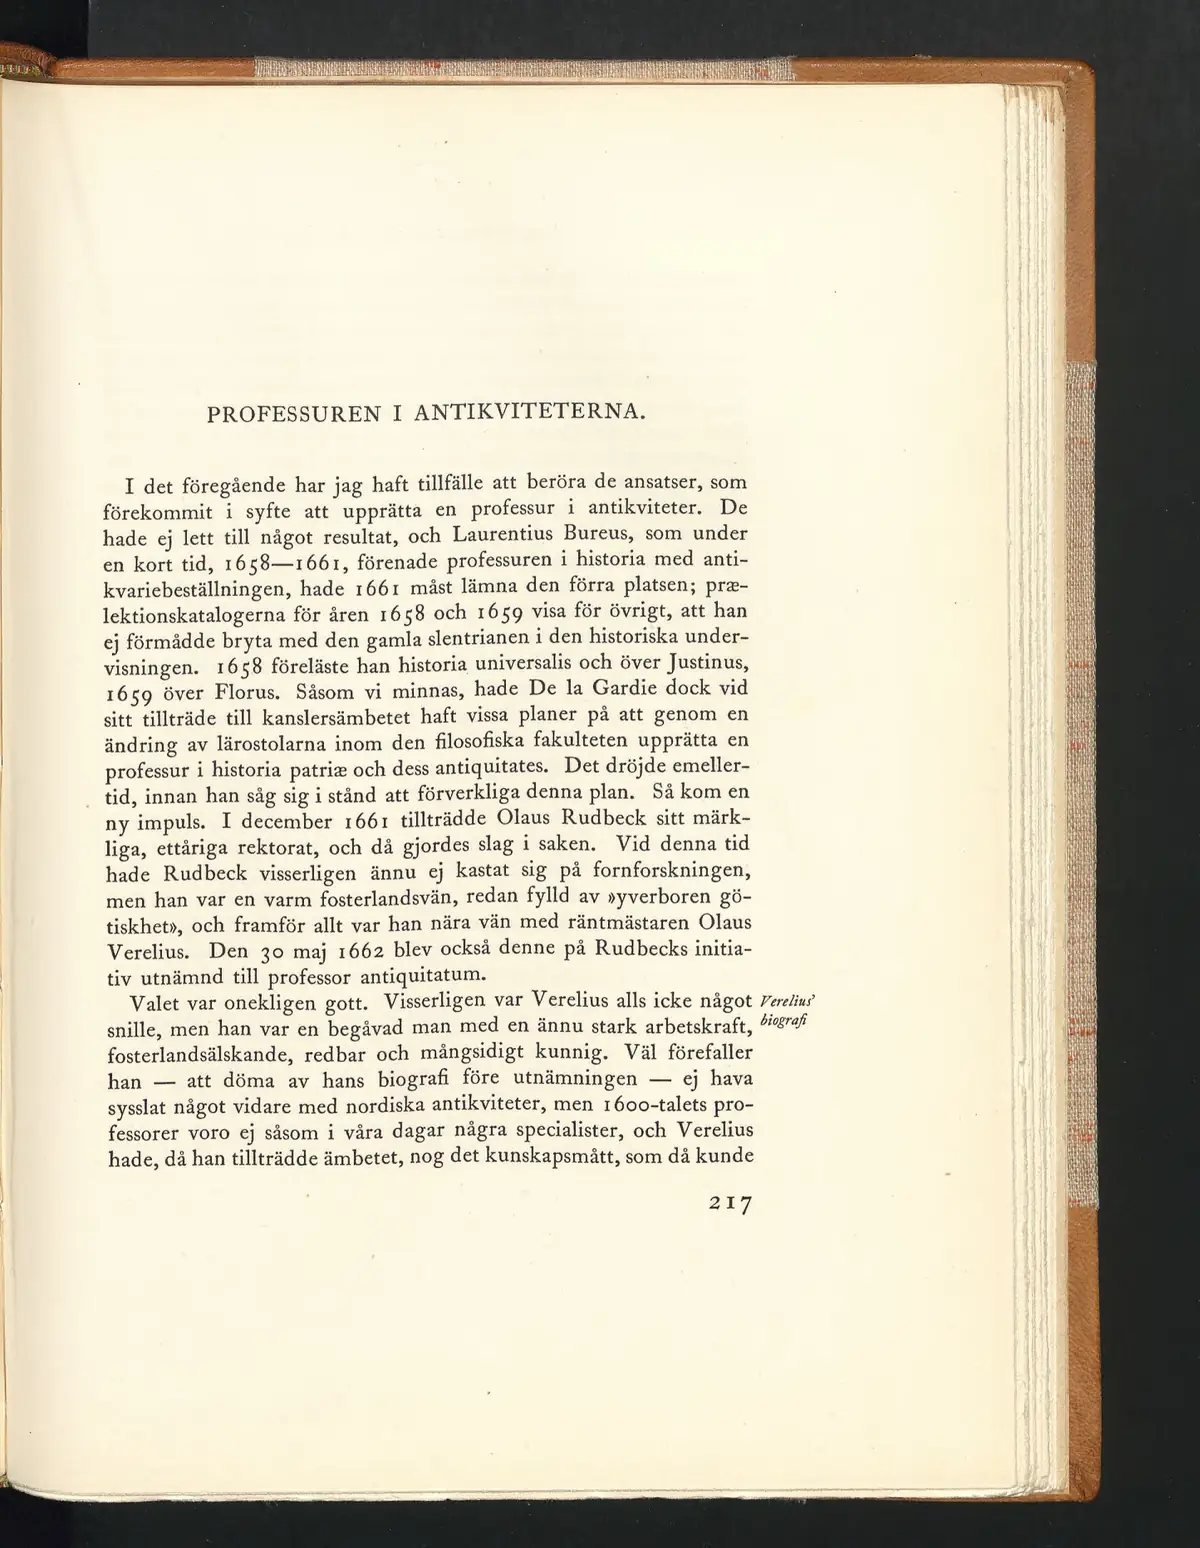 PROFESSUREN I ANTIKVITETERNA.
I det föregående har jag haft tillfälle att beröra de ansatser, som
förekommit i syfte att upprätta en professur i antikviteter. De
hade ej lett till något resultat, och Laurentius Bureus, som under
en kort tid, 1658—1661, förenade professuren i historia med anti-
kvariebeställningen, hade 1661 måst lämna den förra platsen; præ-
lektionskatalogerna för åren 1658 och 1659 visa för övrigt, att han
ej förmådde bryta med den gamla slentrianen i den historiska under-
visningen. 1658 föreläste han historia universalis och över Justinus,
1659 över Florus. Såsom vi minnas, hade De la Gardie dock vid
sitt tillträde till kanslersämbetet haft vissa planer på att genom en
ändring av lärostolarna inom den filosofiska fakulteten upprätta en
professur i historia patriæ och dess antiquitates. Det dröjde emeller-
tid, innan han såg sig i stånd att förverkliga denna plan. Så kom en
ny impuls. I december 1661 tillträdde Olaus Rudbeck sitt märk-
liga, ettåriga rektorat, och då gjordes slag i saken. Vid denna tid
hade Rudbeck visserligen ännu ej kastat sig på fornforskningen,
men han var en varm fosterlandsvän, redan fylld av »yverboren gö-
tiskhet», och framför allt var han nära vän med räntmästaren Olaus
Verelius. Den 30 maj 1662 blev också denne på Rudbecks initia-
tiv utnämnd till professor antiquitatum.
Valet var onekligen gott. Visserligen var Verelius alls icke något
snille, men han var en begåvad man med en ännu stark arbetskraft,
fosterlandsälskande, redbar och mångsidigt kunnig. Väl förefaller
han — att döma av hans biografi före utnämningen — ej hava
sysslat något vidare med nordiska antikviteter, men 1600-talets pro-
fessorer voro ej såsom i våra dagar några specialister, och Verelius
hade, då han tillträdde ämbetet, nog det kunskapsmått, som då kunde
Verelius'
biografi
217